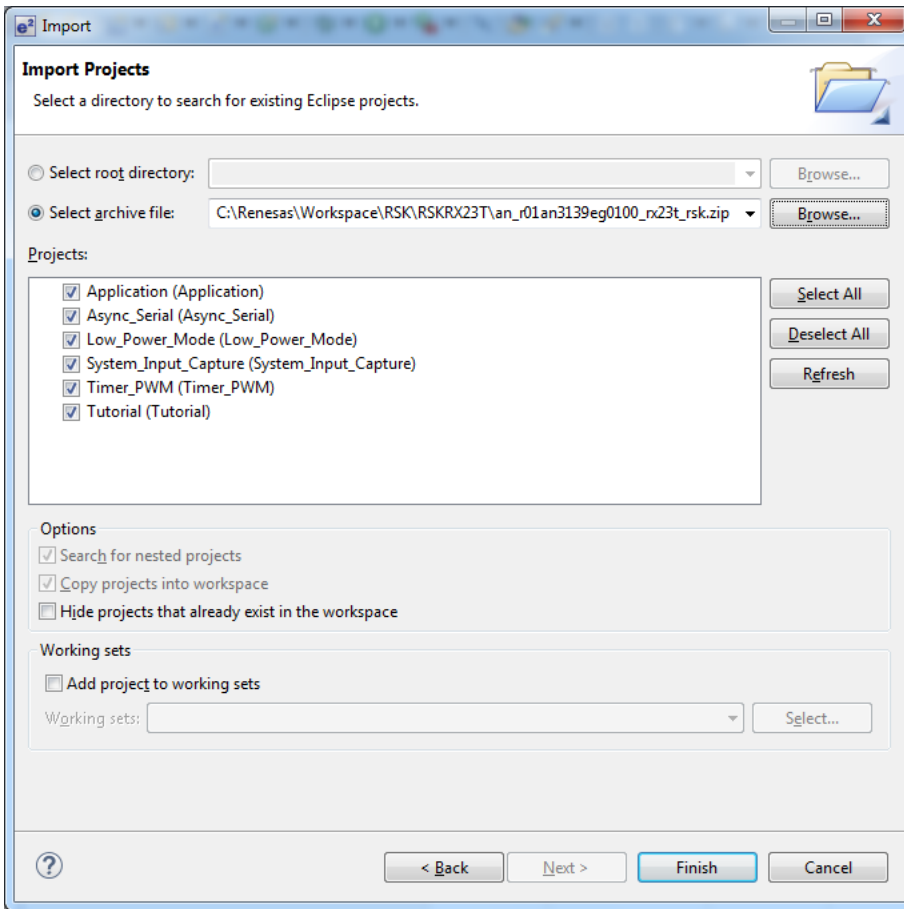 e² Import
Import Projects
Select a directory to search for existing Eclipse projects.
Select root directory: Browse...
Select archive file: C:\Renesas\Workspace\RSK\RSKRX23T\an_r01an3139eg0100_rx23t_rsk.zip Browse...
Projects:
Application (Application) Select All
Async_Serial (Async_Serial)
Low_Power_Mode (Low_Power_Mode) Deselect All
System_Input_Capture (System_Input_Capture) Refresh
Timer_PWM (Timer_PWM)
Tutorial (Tutorial)
Options
Search for nested projects
Copy projects into workspace
Hide projects that already exist in the workspace
Working sets
Add project to working sets
Working sets: Select...
? < Back Next > Finish Cancel